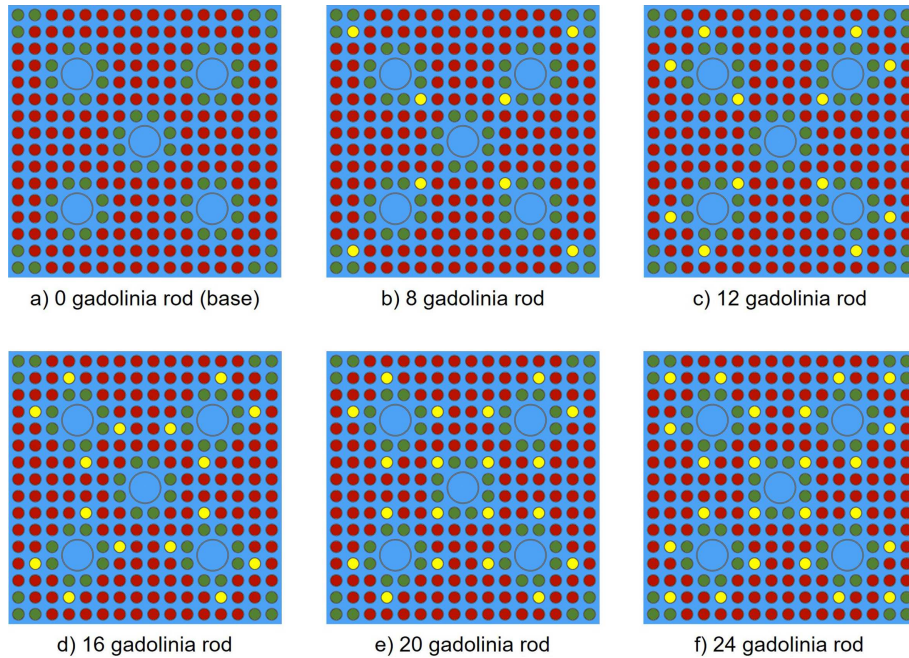 a) 0 gadolinia rod (base)
b) 8 gadolinia rod
c) 12 gadolinia rod
d) 16 gadolinia rod
e) 20 gadolinia rod
f) 24 gadolinia rod